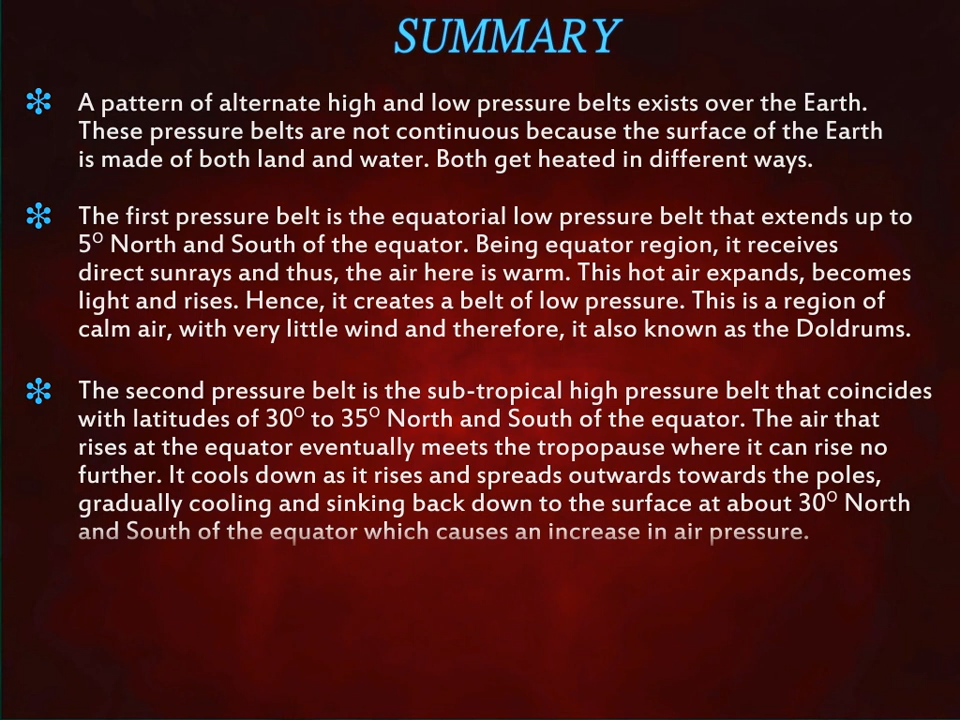 SUMMARY
A pattern of alternate high and low pressure belts exists over the Earth.
These pressure belts are not continuous because the surface of the Earth
is made of both land and water. Both get heated in different ways.
The first pressure belt is the equatorial low pressure belt that extends up to
5⁰ North and South of the equator. Being equator region, it receives
direct sunrays and thus, the air here is warm. This hot air expands, becomes
light and rises. Hence, it creates a belt of low pressure. This is a region of
calm air, with very little wind and therefore, it also known as the Doldrums.
The second pressure belt is the sub-tropical high pressure belt that coincides
with latitudes of 30⁰ to 35⁰ North and South of the equator. The air that
rises at the equator eventually meets the tropopause where it can rise no
further. It cools down as it rises and spreads outwards towards the poles,
gradually cooling and sinking back down to the surface at about 30⁰ North
and South of the equator which causes an increase in air pressure.